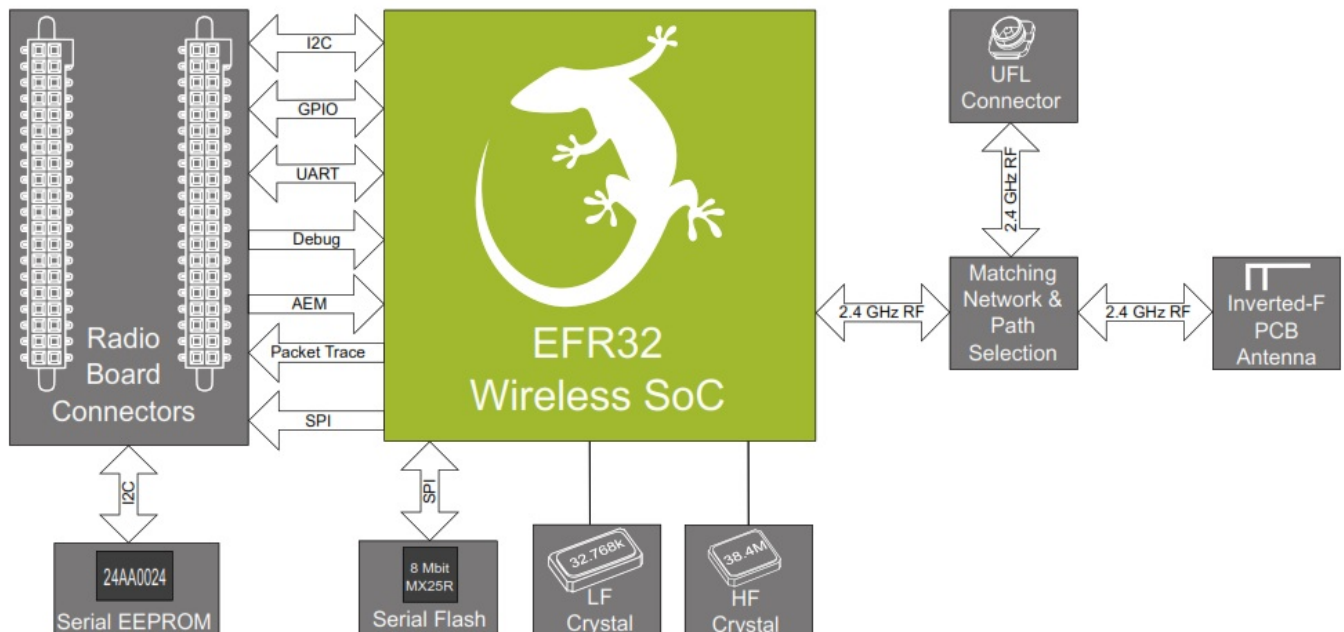 I2C
GPIO
UART
Debug
AEM
Packet Trace
SPI
Radio
Board
Connectors
EFR32
Wireless SoC
UFL
Connector
2.4 GHz RF
2.4 GHz RF
Matching
Network &
Path
Selection
2.4 GHz RF
Inverted-F
PCB
Antenna
I2C
24AA0024
Serial EEPROM
SPI
8 Mbit
MX25R
Serial Flash
32.768k
LF
Crystal
38.4M
HF
Crystal